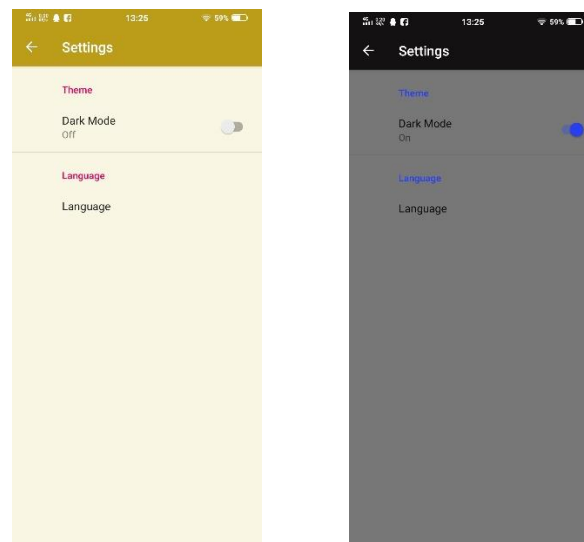 13:25
59%
Settings
Theme
Dark Mode
Off
Language
Language
13:25
59%
Settings
Theme
Dark Mode
On
Language
Language